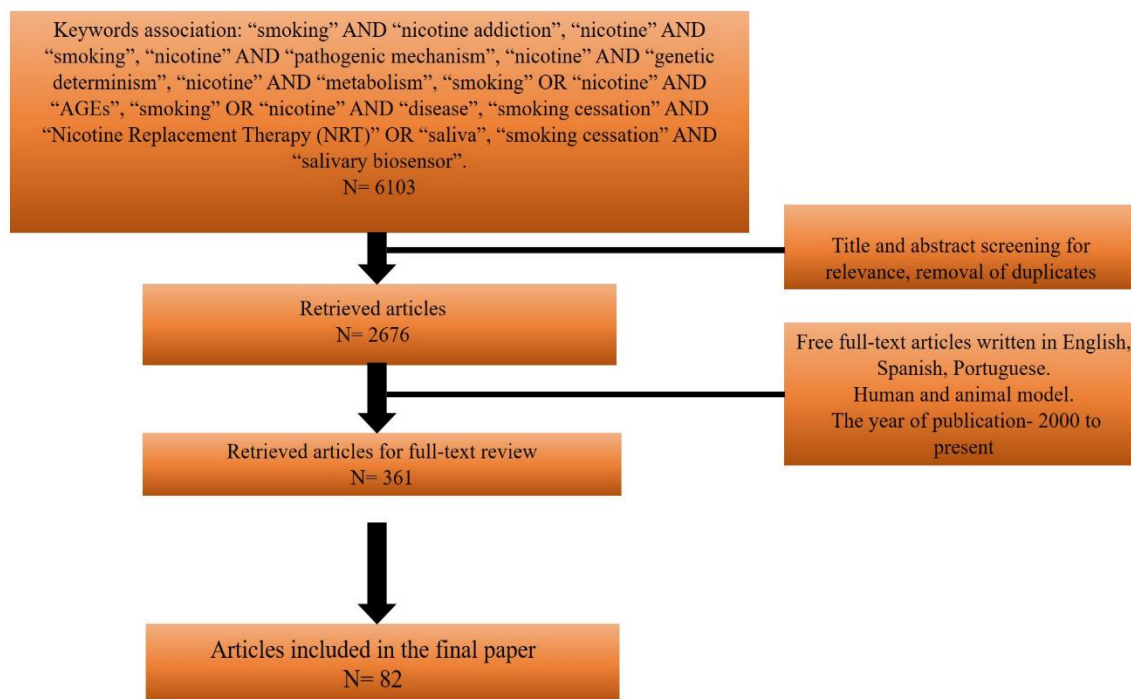 Keywords association: “smoking” AND “nicotine addiction”, “nicotine” AND
“smoking”, “nicotine” AND “pathogenic mechanism”, “nicotine” AND “genetic
determinism”, “nicotine” AND “metabolism”, “smoking” OR “nicotine” AND
“AGEs”, “smoking” OR “nicotine” AND “disease”, “smoking cessation” AND
“Nicotine Replacement Therapy (NRT)” OR “saliva”, “smoking cessation” AND
“salivary biosensor”.
N= 6103
Title and abstract screening for
relevance, removal of duplicates
Retrieved articles
N= 2676
Free full-text articles written in English,
Spanish, Portuguese.
Human and animal model.
The year of publication- 2000 to
present
Retrieved articles for full-text review
N= 361
Articles included in the final paper
N= 82